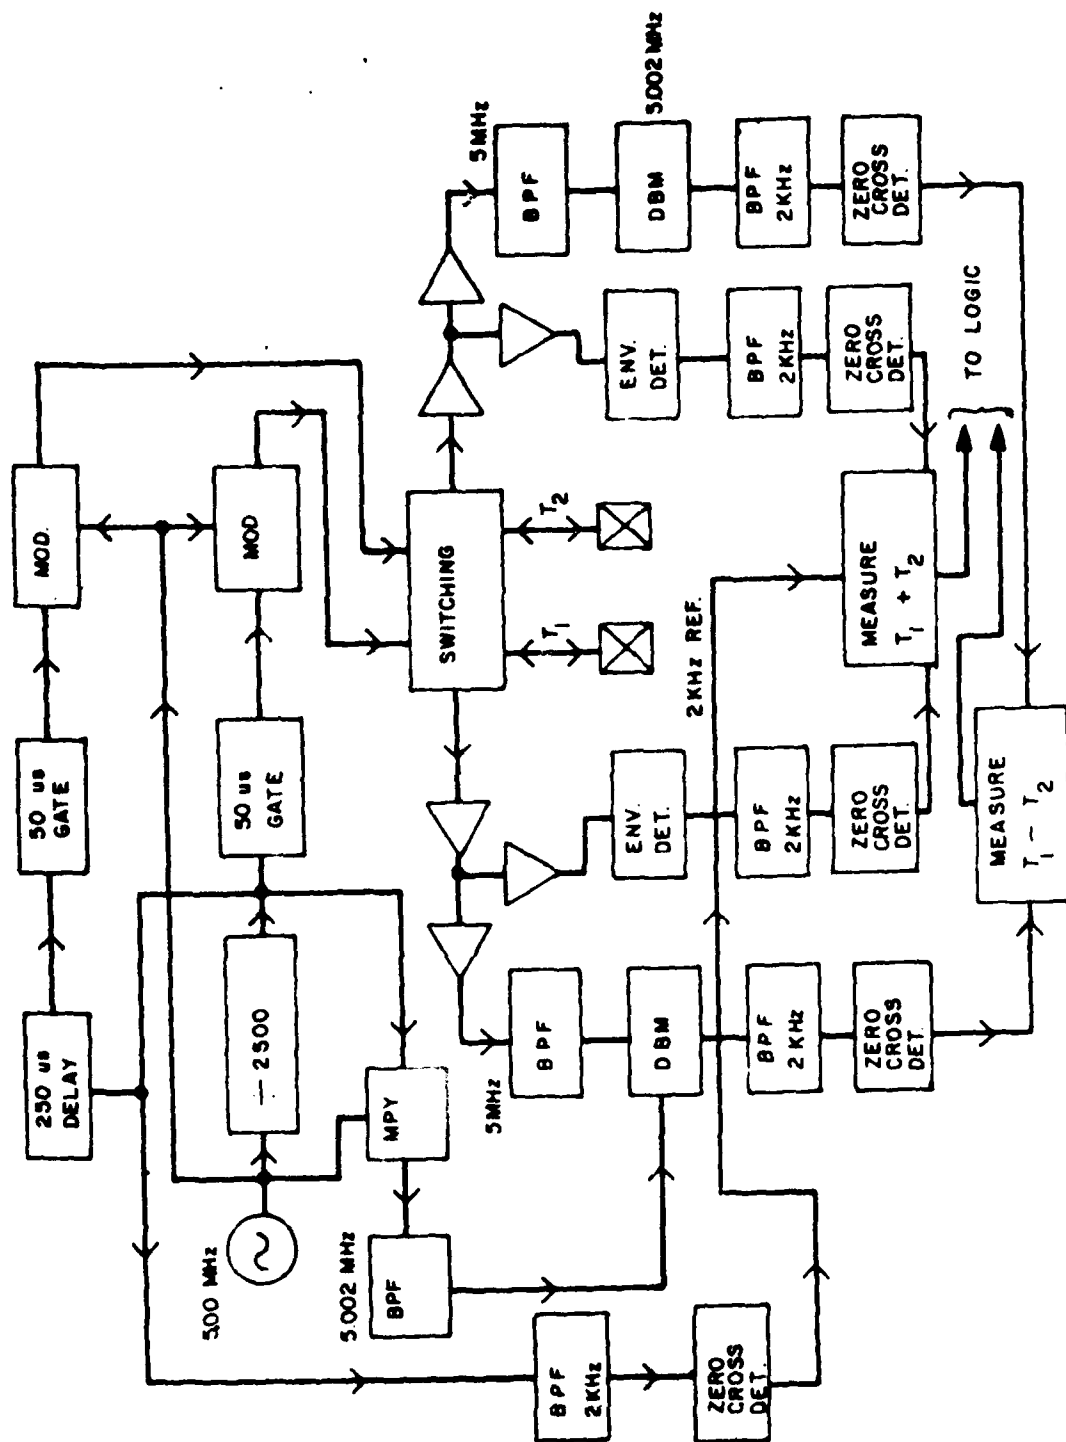 250 us
DELAY
50 us
GATE
MOD.
5.00 MHz
— 2500
50 us
GATE
MOD
5.002 MHz
BPF
MPY
SWITCHING
T1
T2
5MHz
BPF
BPF
2KHz
ZERO
CROSS
DET.
BPF
5MHz
DBM
ENV.
DET.
ENV.
DET.
DBM
5.002 MHz
2KHz REF.
BPF
2KHz
BPF
2KHz
BPF
2KHz
BPF
2KHz
ZERO
CROSS
DET.
ZERO
CROSS
DET.
ZERO
CROSS
DET.
ZERO
CROSS
DET.
MEASURE
T1 + T2
TO LOGIC
MEASURE
T1 - T2